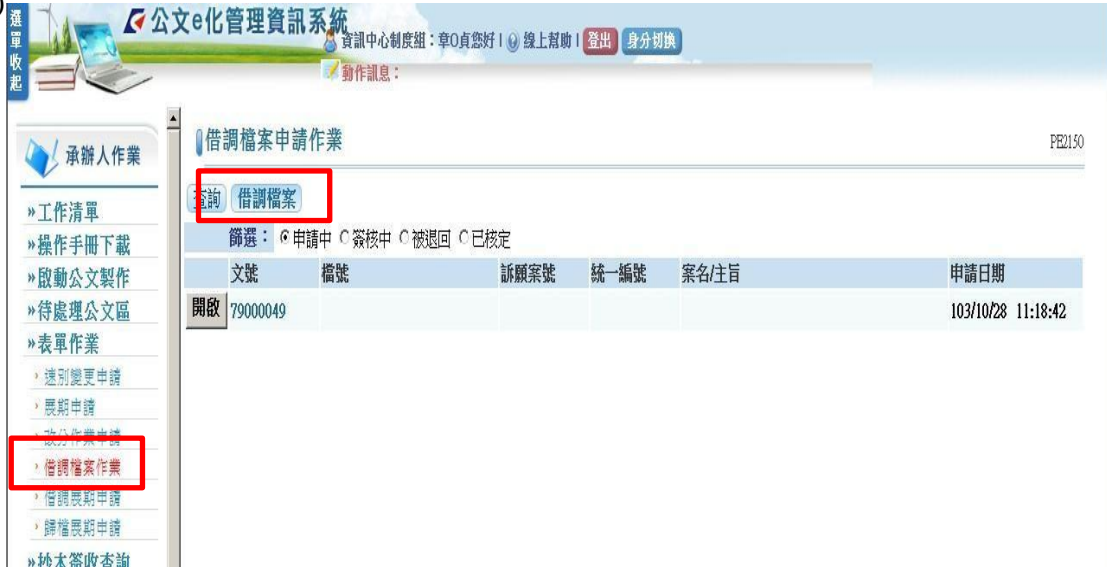 選單收起
公文e化管理資訊系統
資訊中心制度組：章O貞您好 | 線上幫助 | 登出 身分切換
動作訊息：
承辦人作業
»工作清單
»操作手冊下載
»啟動公文製作
»待處理公文區
»表單作業
速別變更申請
展期申請
改分作業申請
借調檔案作業
借調展期申請
歸檔展期申請
»抄本簽收查詢
借調檔案申請作業 PE2150
查詢 借調檔案
篩選： 申請中 簽核中 被退回 已核定
文號 檔號 訴願案號 統一編號 案名/主旨 申請日期
開啟 79000049 103/10/28 11:18:42